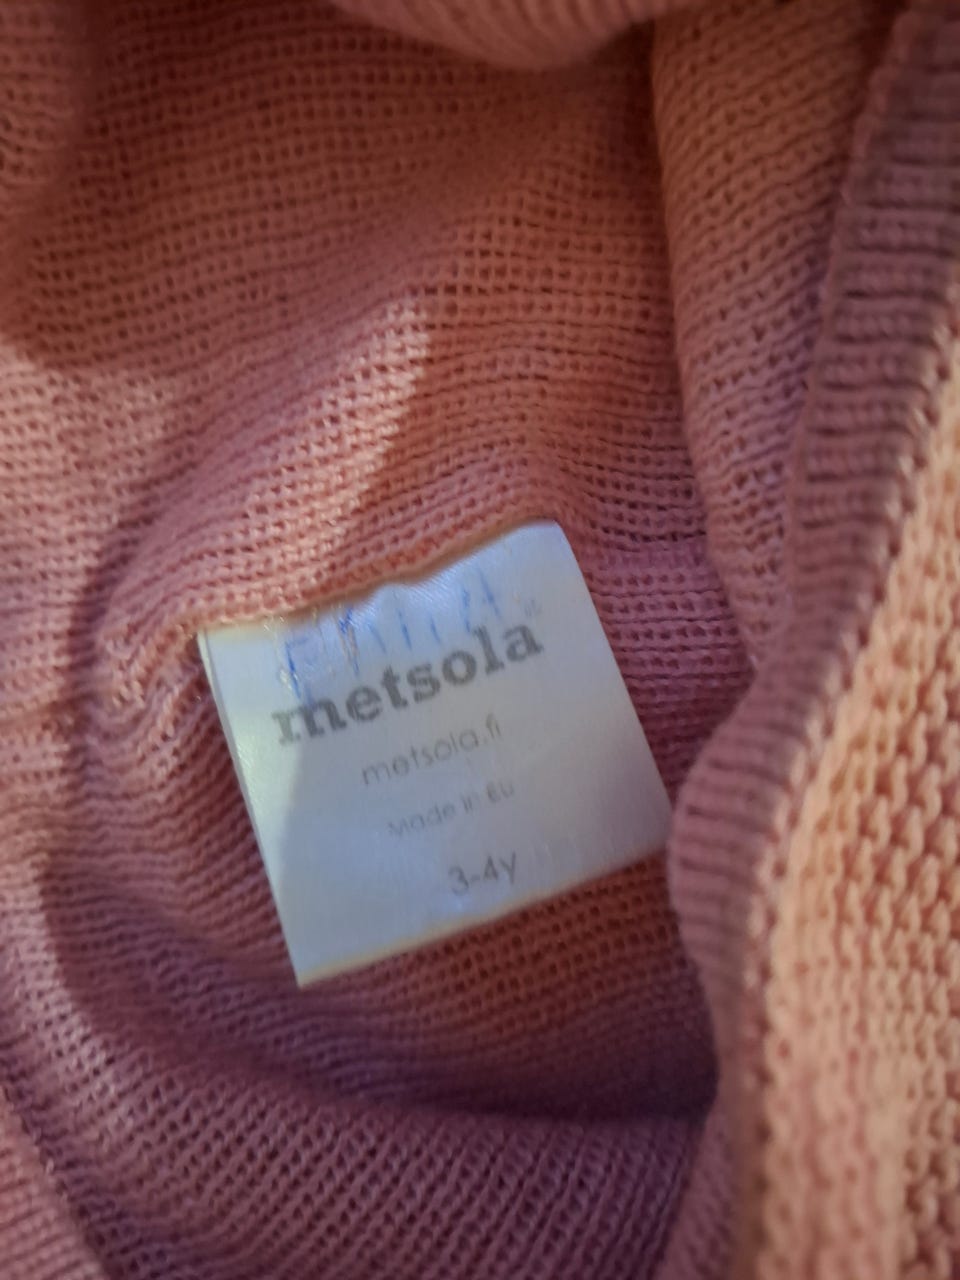 metsola
metsola.fi
Made in EU
3-4y